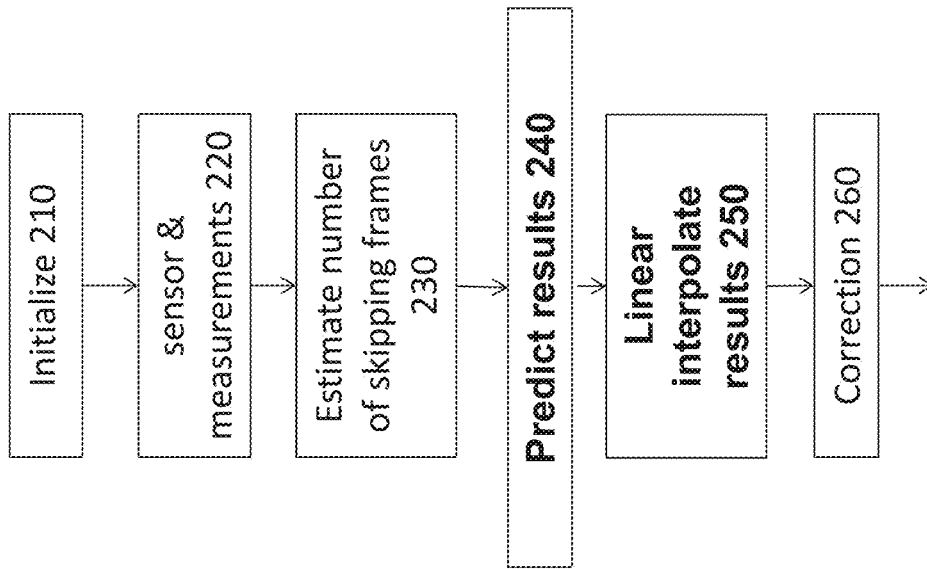 Initialize 210
sensor &
measurements 220
Estimate number
of skipping frames
230
Predict results 240
Linear
interpolate
results 250
Correction 260